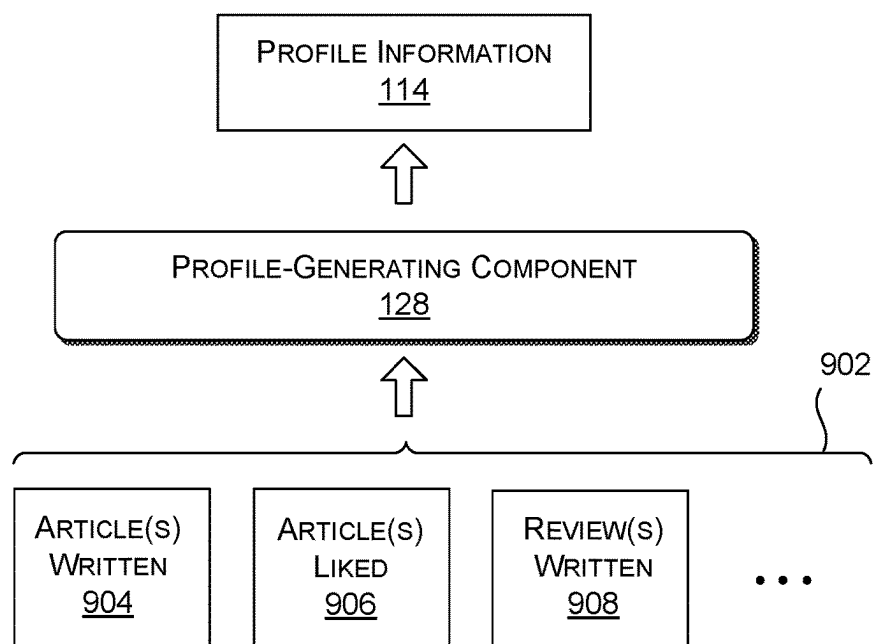 PROFILE INFORMATION
114
PROFILE-GENERATING COMPONENT
128
902
ARTICLE(S)
WRITTEN
904
ARTICLE(S)
LIKED
906
REVIEW(S)
WRITTEN
908
...